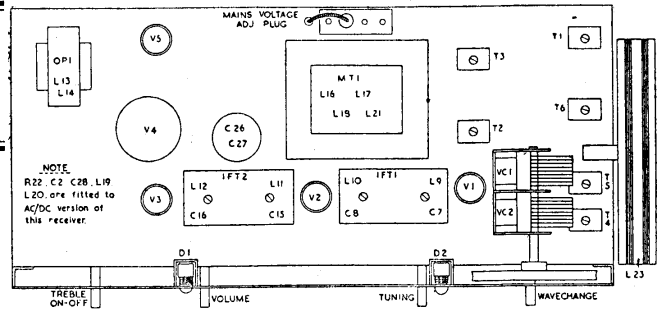 MAINS VOLTAGE
ADJ PLUG
V5
T1
OP1
L13
L14
T3
MT1
L16 L17
L19 L21
T6
V4
C26
C27
T2
NOTE
R22, C2 C28, L19
L20, are fitted to
AC/DC version of
this receiver.
V3
IFT2
L12 L11
C16 C15
V2
IFT1
L10 L9
C8 C7
V1
VC1
VC2
T5
T4
D1
D2
L23
TREBLE
ON-OFF
VOLUME
TUNING
WAVECHANGE